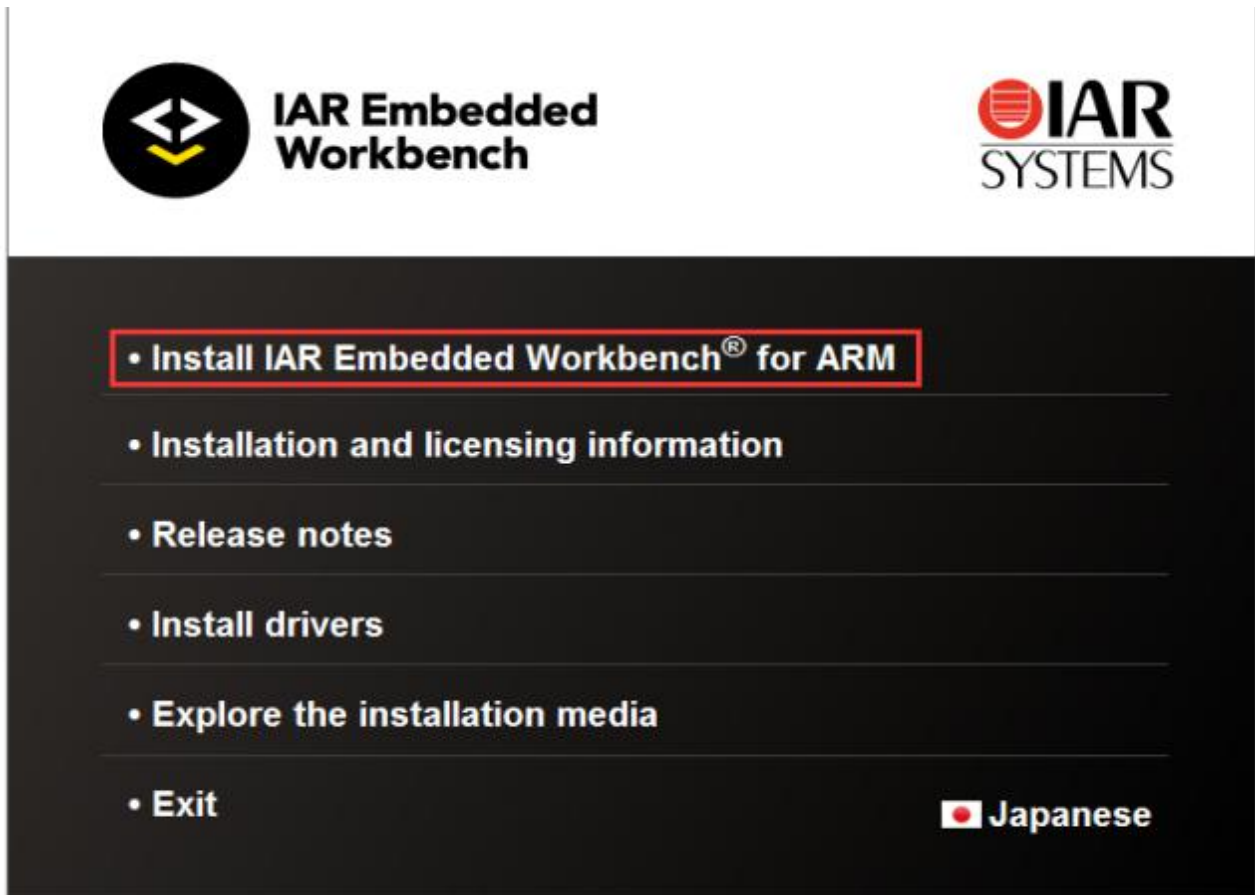 IAR Embedded
Workbench
IAR
SYSTEMS
• Install IAR Embedded Workbench® for ARM
• Installation and licensing information
• Release notes
• Install drivers
• Explore the installation media
• Exit
Japanese